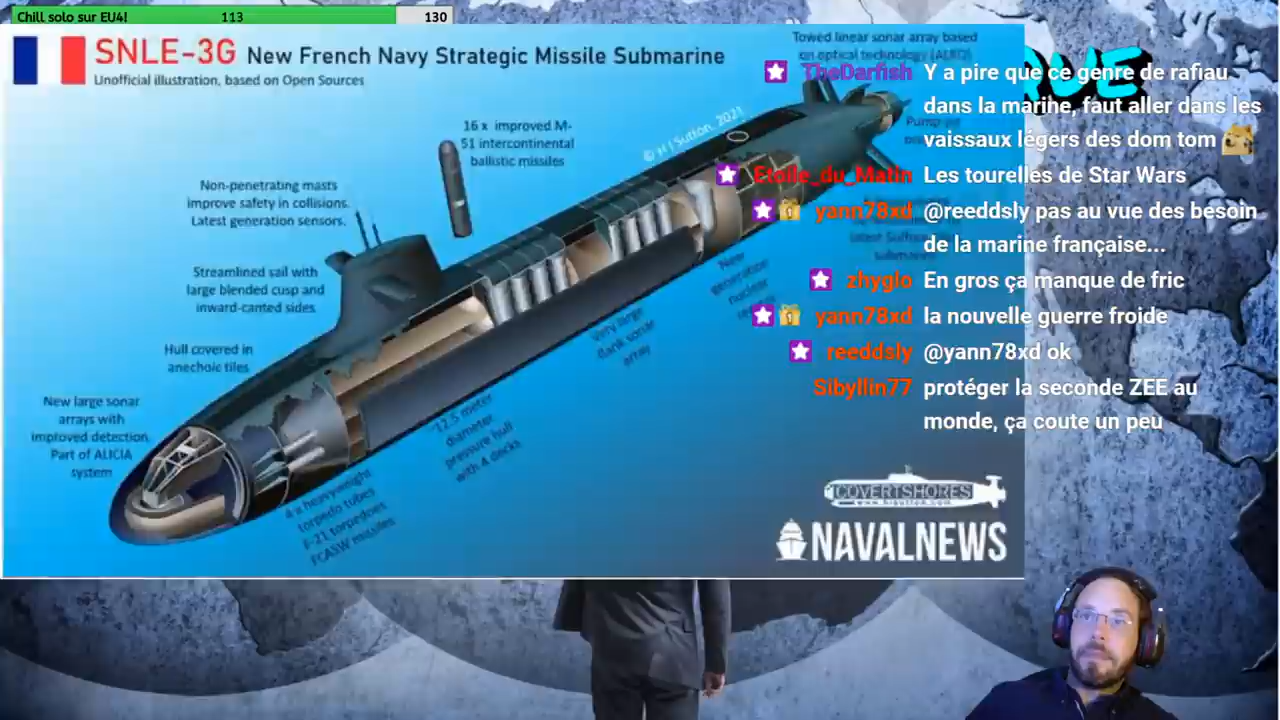 Chill solo sur EU4!
113
130
SNLE-3G New French Navy Strategic Missile Submarine
Unofficial illustration, based on Open Sources
Towed linear sonar array based
on optical technology
16 x improved M-
51 intercontinental
ballistic missiles
© H I Sutton, 2021
Non-penetrating masts
improve safety in collisions.
Latest generation sensors.
Streamlined sail with
large blended cusp and
inward-canted sides.
Hull covered in
anechoic tiles
New large sonar
arrays with
improved detection.
Part of ALICIA
system
4 x heavyweight
torpedo tubes
F-21 torpedoes
FCASW missiles
12.5 meter
diameter
pressure hull
with 4 decks
Very large
flank sonar
array
New
generation
nuclear
COVERTSHORES
www.hisutton.com
NAVALNEWS
TheDarfish Y a pire que ce genre de rafiau
dans la marine, faut aller dans les
vaissaux légers des dom tom
Etoile_du_Matin Les tourelles de Star Wars
yann78xd @reeddsly pas au vue des besoin
de la marine française...
zhyglo En gros ça manque de fric
yann78xd la nouvelle guerre froide
reeddsly @yann78xd ok
Sibyllin77 protéger la seconde ZEE au
monde, ça coute un peu